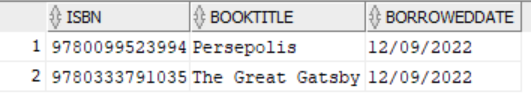 ISBN BOOKTITLE BORROWEDDATE
1 9780099523994 Persepolis 12/09/2022
2 9780333791035 The Great Gatsby 12/09/2022